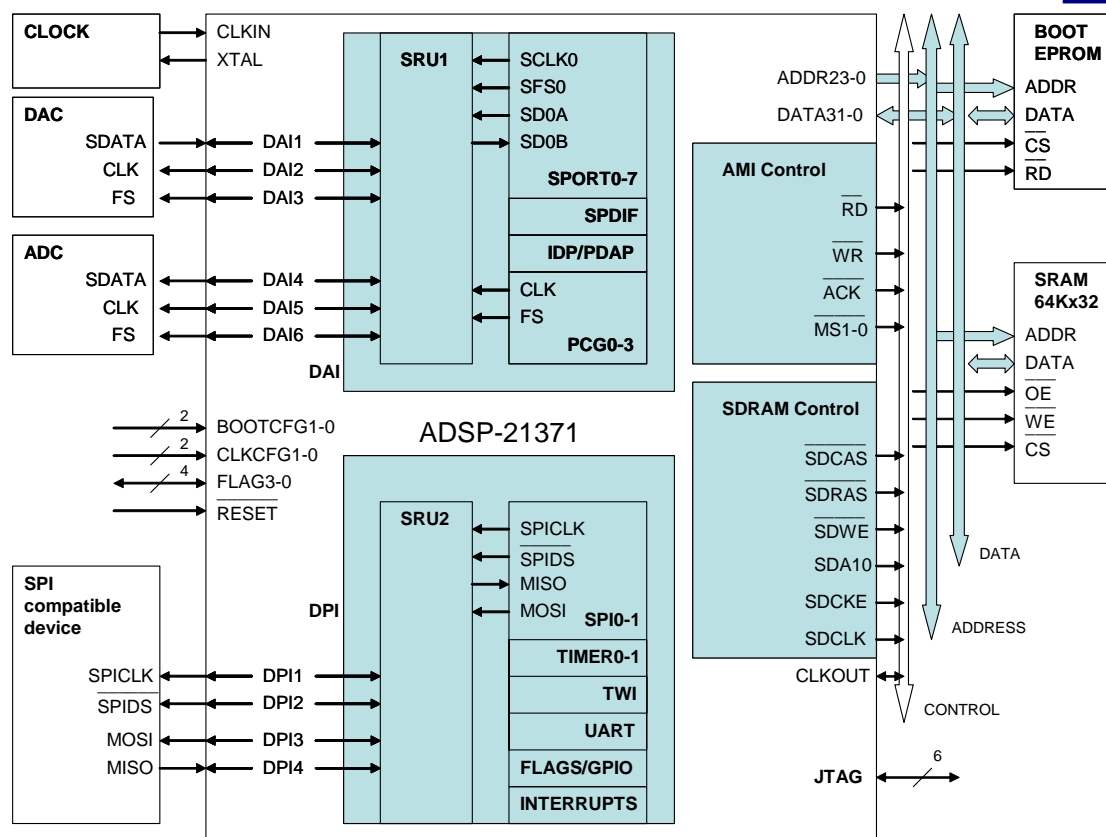 CLOCK
CLKIN
XTAL
DAC
SDATA
CLK
FS
DAI1
DAI2
DAI3
ADC
SDATA
CLK
FS
DAI4
DAI5
DAI6
SRU1
SCLK0
SFS0
SD0A
SD0B
SPORT0-7
SPDIF
IDP/PDAP
CLK
FS
PCG0-3
DAI
2
BOOTCFG1-0
2
CLKCFG1-0
4
FLAG3-0
RESET
ADSP-21371
SPI
compatible
device
SPICLK
SPIDS
MOSI
MISO
DPI1
DPI2
DPI3
DPI4
DPI
SRU2
SPICLK
SPIDS
MISO
MOSI
SPI0-1
TIMER0-1
TWI
UART
FLAGS/GPIO
INTERRUPTS
ADDR23-0
DATA31-0
AMI Control
RD
WR
ACK
MS1-0
SDRAM Control
SDCAS
SDRAS
SDWE
SDA10
SDCKE
SDCLK
CLKOUT
JTAG
6
DATA
ADDRESS
CONTROL
BOOT
EPROM
ADDR
DATA
CS
RD
SRAM
64Kx32
ADDR
DATA
OE
WE
CS